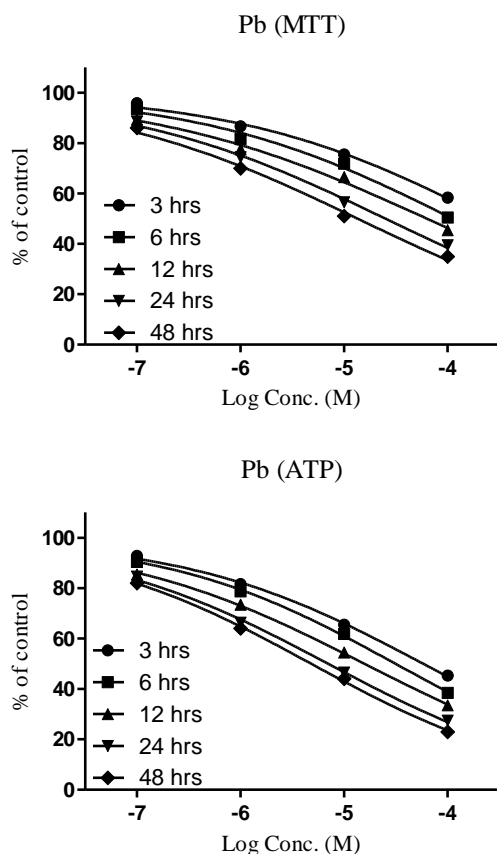 Pb (MTT)
100
80
60
40
20
0
% of control
3 hrs
6 hrs
12 hrs
24 hrs
48 hrs
-7 -6 -5 -4
Log Conc. (M)
Pb (ATP)
100
80
60
40
20
0
% of control
3 hrs
6 hrs
12 hrs
24 hrs
48 hrs
-7 -6 -5 -4
Log Conc. (M)